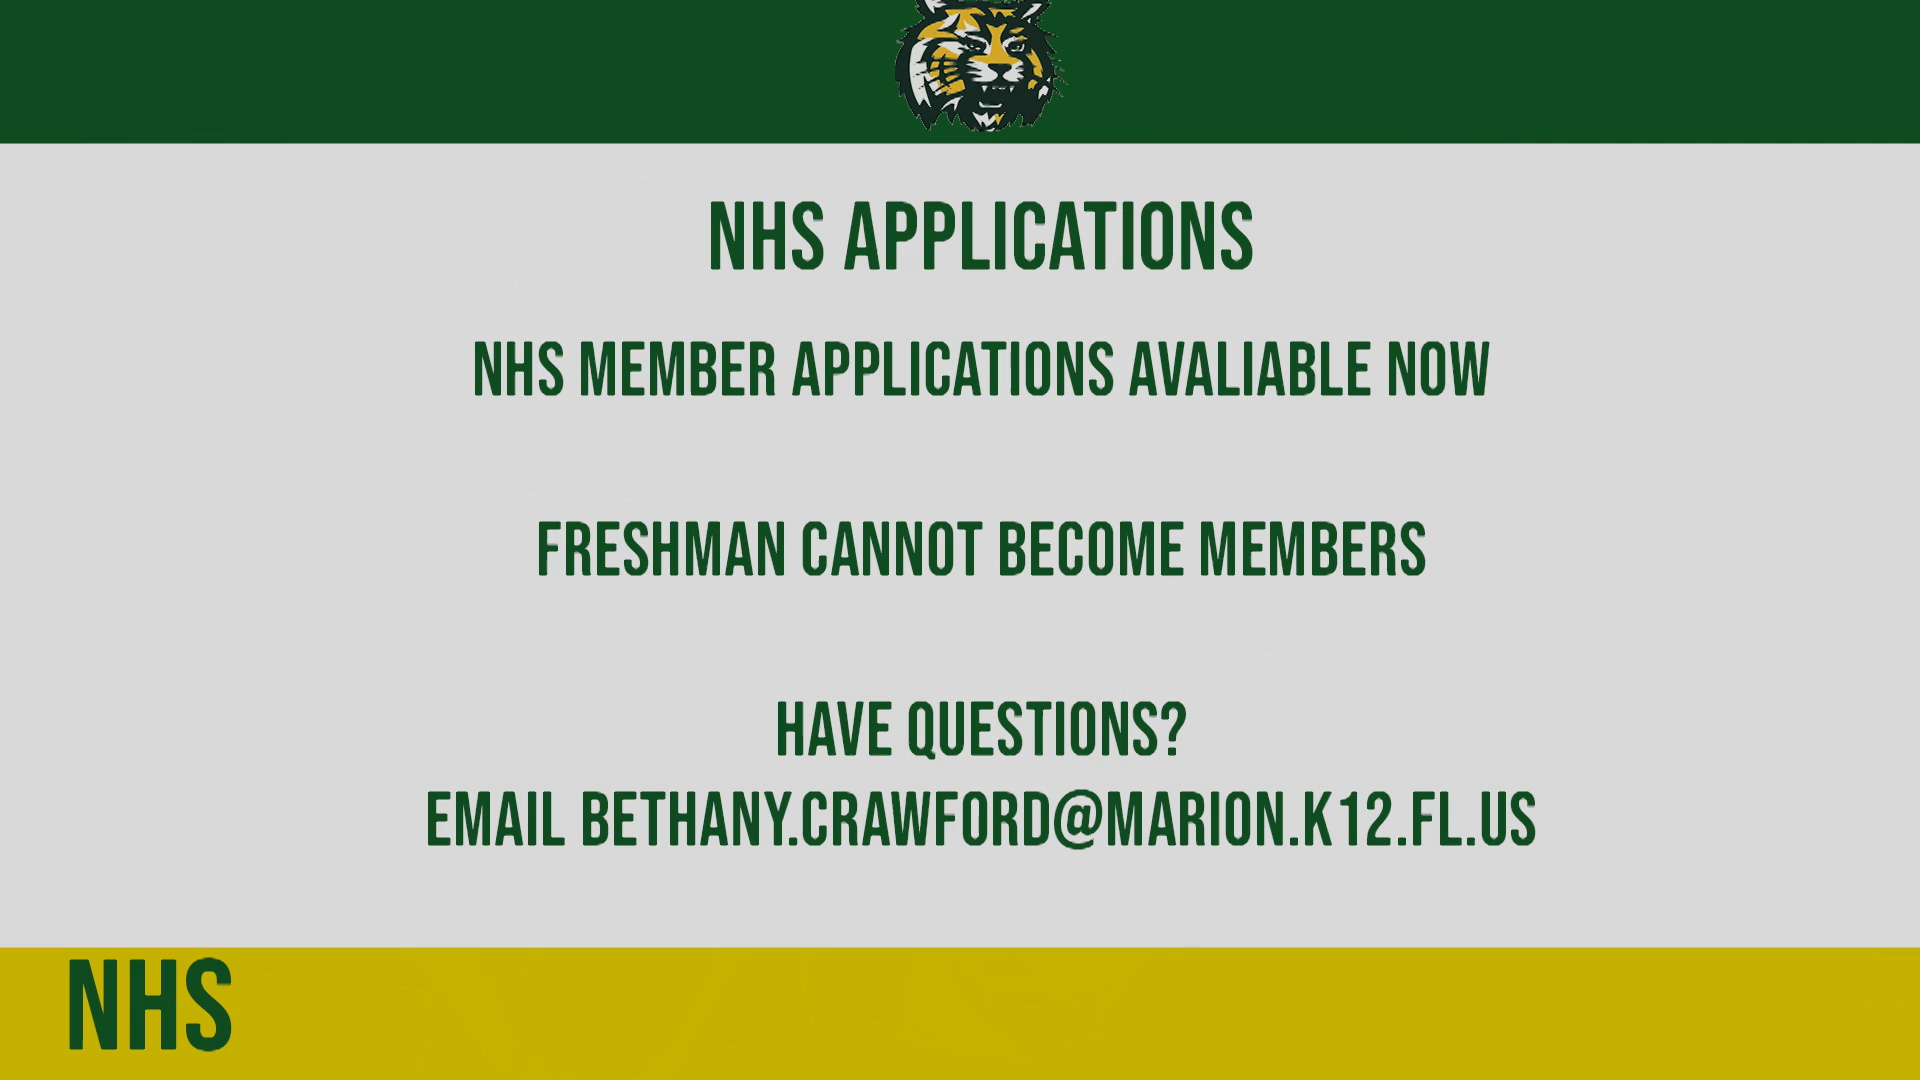 NHS APPLICATIONS
NHS MEMBER APPLICATIONS AVALIABLE NOW
FRESHMAN CANNOT BECOME MEMBERS
HAVE QUESTIONS?
EMAIL BETHANY.CRAWFORD@MARION.K12.FL.US
NHS